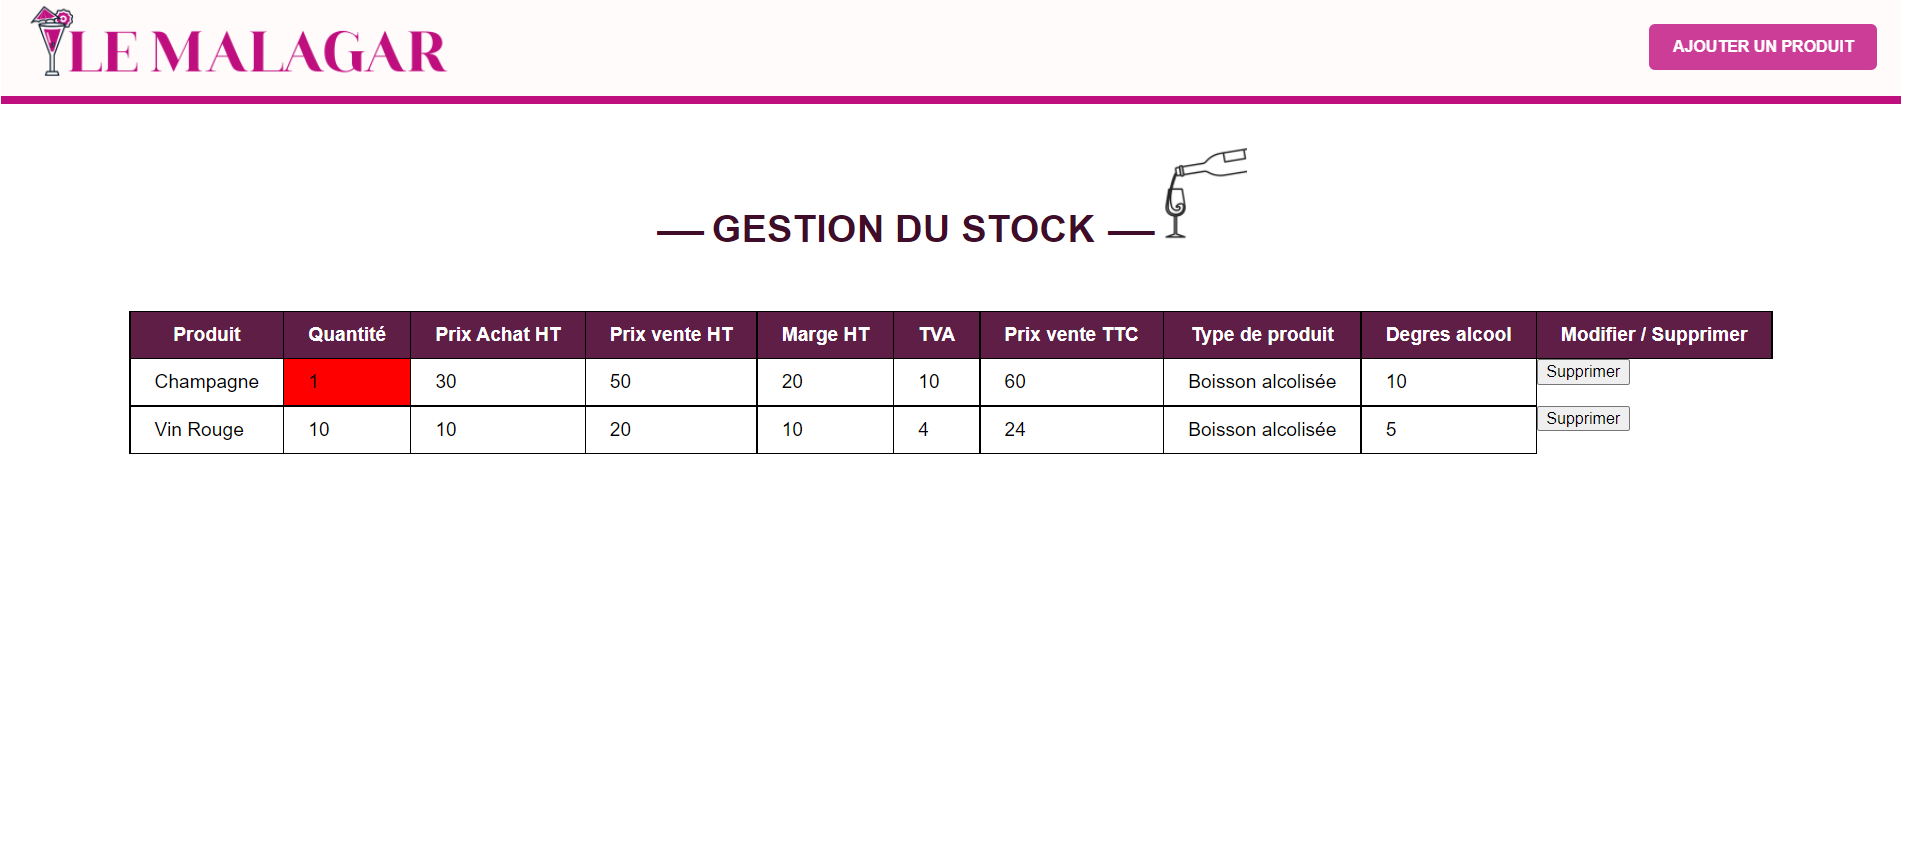 LE MALAGAR
AJOUTER UN PRODUIT
— GESTION DU STOCK —
Produit Quantité Prix Achat HT Prix vente HT Marge HT TVA Prix vente TTC Type de produit Degres alcool Modifier / Supprimer
Champagne 1 30 50 20 10 60 Boisson alcolisée 10 Supprimer
Vin Rouge 10 10 20 10 4 24 Boisson alcolisée 5 Supprimer